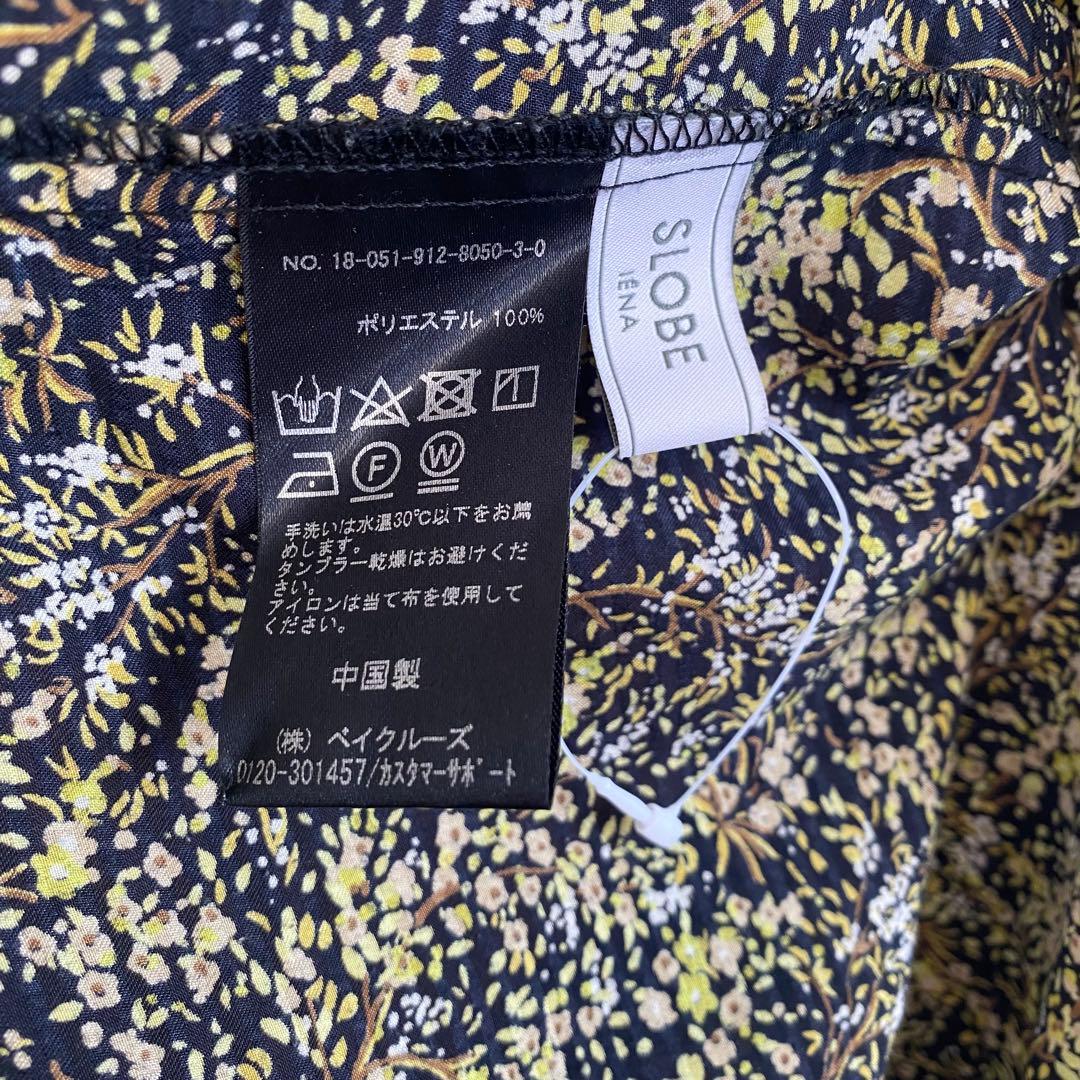 NO. 18-051-912-8050-3-0
ポリエステル 100%
F W
手洗いは水温30℃以下をお薦
めします。
タンブラー乾燥はお避けくだ
さい。
アイロンは当て布を使用して
ください。
中国製
(株) ベイクルーズ
0120-301457/カスタマーサポート
SLOBE
IÉNA